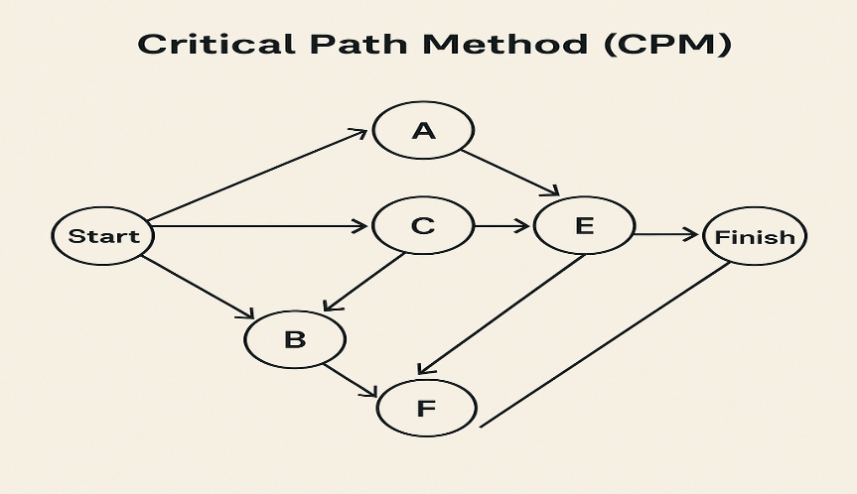 Critical Path Method (CPM)
A
Start
C
E
Finish
B
F